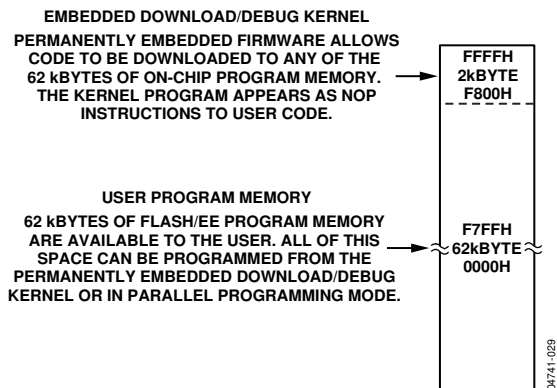 EMBEDDED DOWNLOAD/DEBUG KERNEL
PERMANENTLY EMBEDDED FIRMWARE ALLOWS
CODE TO BE DOWNLOADED TO ANY OF THE
62 kBYTES OF ON-CHIP PROGRAM MEMORY.
THE KERNEL PROGRAM APPEARS AS NOP
INSTRUCTIONS TO USER CODE.
FFFFH
2kBYTE
F800H
USER PROGRAM MEMORY
62 kBYTES OF FLASH/EE PROGRAM MEMORY
ARE AVAILABLE TO THE USER. ALL OF THIS
SPACE CAN BE PROGRAMMED FROM THE
PERMANENTLY EMBEDDED DOWNLOAD/DEBUG
KERNEL OR IN PARALLEL PROGRAMMING MODE.
F7FFH
62kBYTE
0000H
04741-029